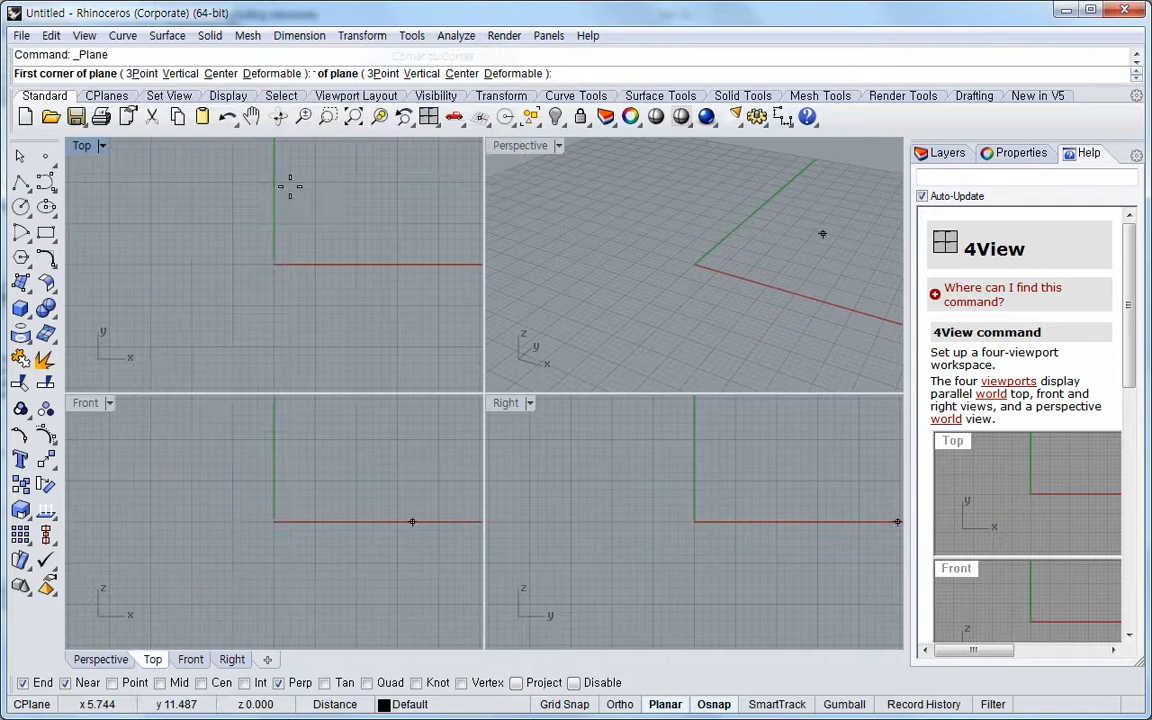 Untitled - Rhinoceros (Corporate) (64-bit)
File Edit View Curve Surface Solid Mesh Dimension Transform Tools Analyze Render Panels Help
Command: _Plane
First corner of plane ( 3Point Vertical Center Deformable ): ' of plane ( 3Point Vertical Center Deformable ):
Standard CPlanes Set View Display Select Viewport Layout Visibility Transform Curve Tools Surface Tools Solid Tools Mesh Tools Render Tools Drafting New in V5
Top
y
x
Perspective
z
y
x
Front
z
x
Right
z
y
Layers Properties Help
Auto-Update
4View
Where can I find this
command?
4View command
Set up a four-viewport
workspace.
The four viewports display
parallel world top, front and
right views, and a perspective
world view.
Top
y
x
Front
z
Perspective Top Front Right
End Near Point Mid Cen Int Perp Tan Quad Knot Vertex Project Disable
CPlane x 5.744 y 11.487 z 0.000 Distance Default Grid Snap Ortho Planar Osnap SmartTrack Gumball Record History Filter